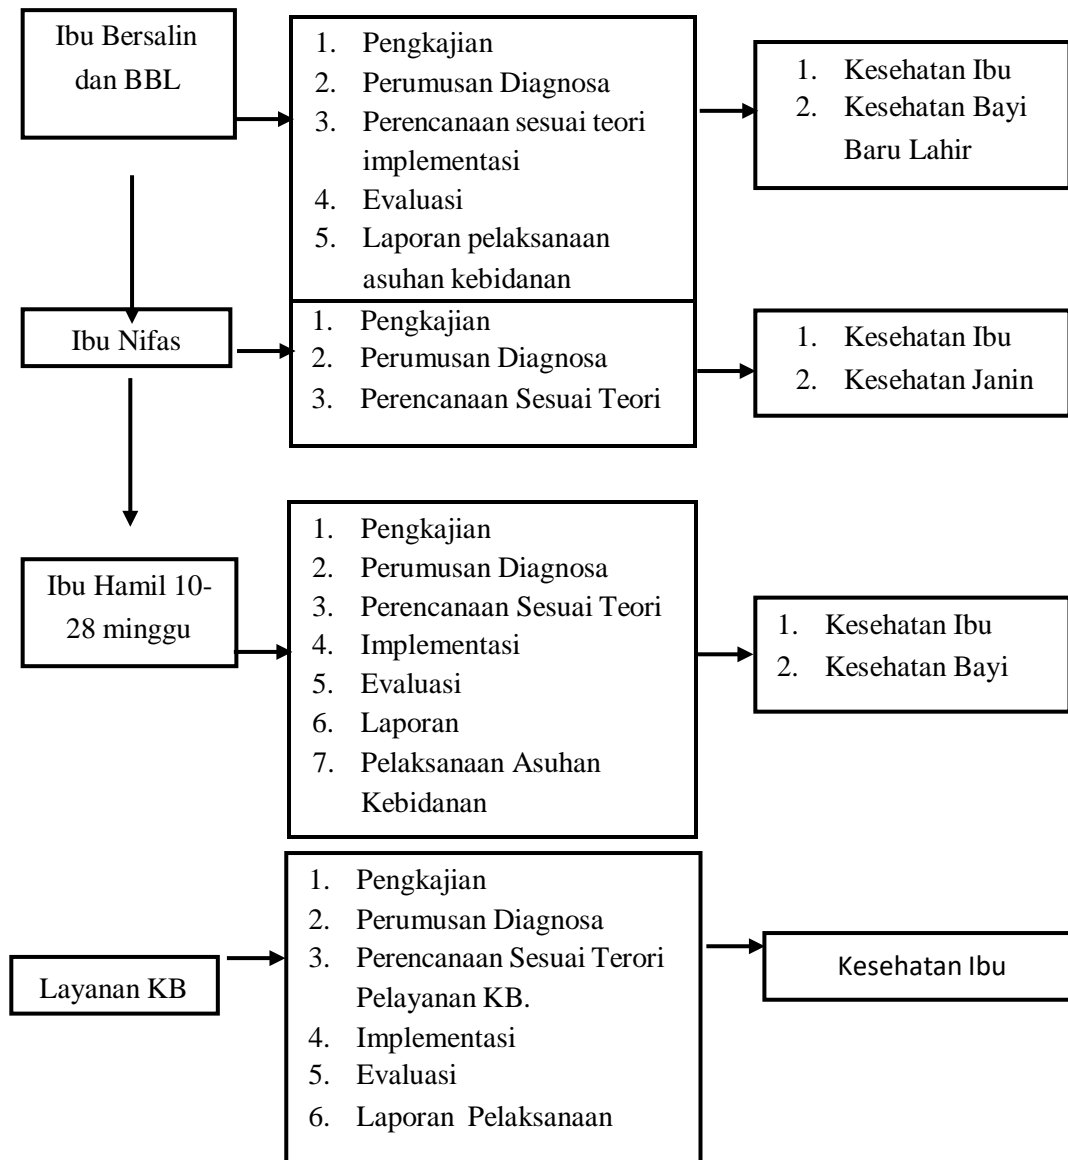 Ibu Bersalin
dan BBL
1. Pengkajian
2. Perumusan Diagnosa
3. Perencanaan sesuai teori
implementasi
4. Evaluasi
5. Laporan pelaksanaan
asuhan kebidanan
1. Kesehatan Ibu
2. Kesehatan Bayi
Baru Lahir
Ibu Nifas
1. Pengkajian
2. Perumusan Diagnosa
3. Perencanaan Sesuai Teori
1. Kesehatan Ibu
2. Kesehatan Janin
Ibu Hamil 10-
28 minggu
1. Pengkajian
2. Perumusan Diagnosa
3. Perencanaan Sesuai Teori
4. Implementasi
5. Evaluasi
6. Laporan
7. Pelaksanaan Asuhan
Kebidanan
1. Kesehatan Ibu
2. Kesehatan Bayi
Layanan KB
1. Pengkajian
2. Perumusan Diagnosa
3. Perencanaan Sesuai Terori
Pelayanan KB.
4. Implementasi
5. Evaluasi
6. Laporan Pelaksanaan
Kesehatan Ibu